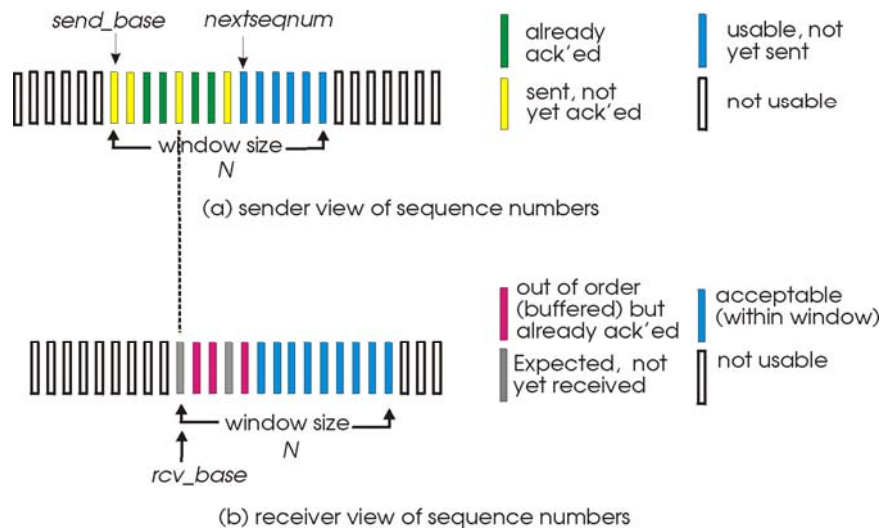 send_base
nextseqnum
already
ack'ed
usable, not
yet sent
sent, not
yet ack'ed
not usable
window size
N
(a) sender view of sequence numbers
out of order
(buffered) but
already ack'ed
acceptable
(within window)
Expected, not
yet received
not usable
window size
N
rcv_base
(b) receiver view of sequence numbers